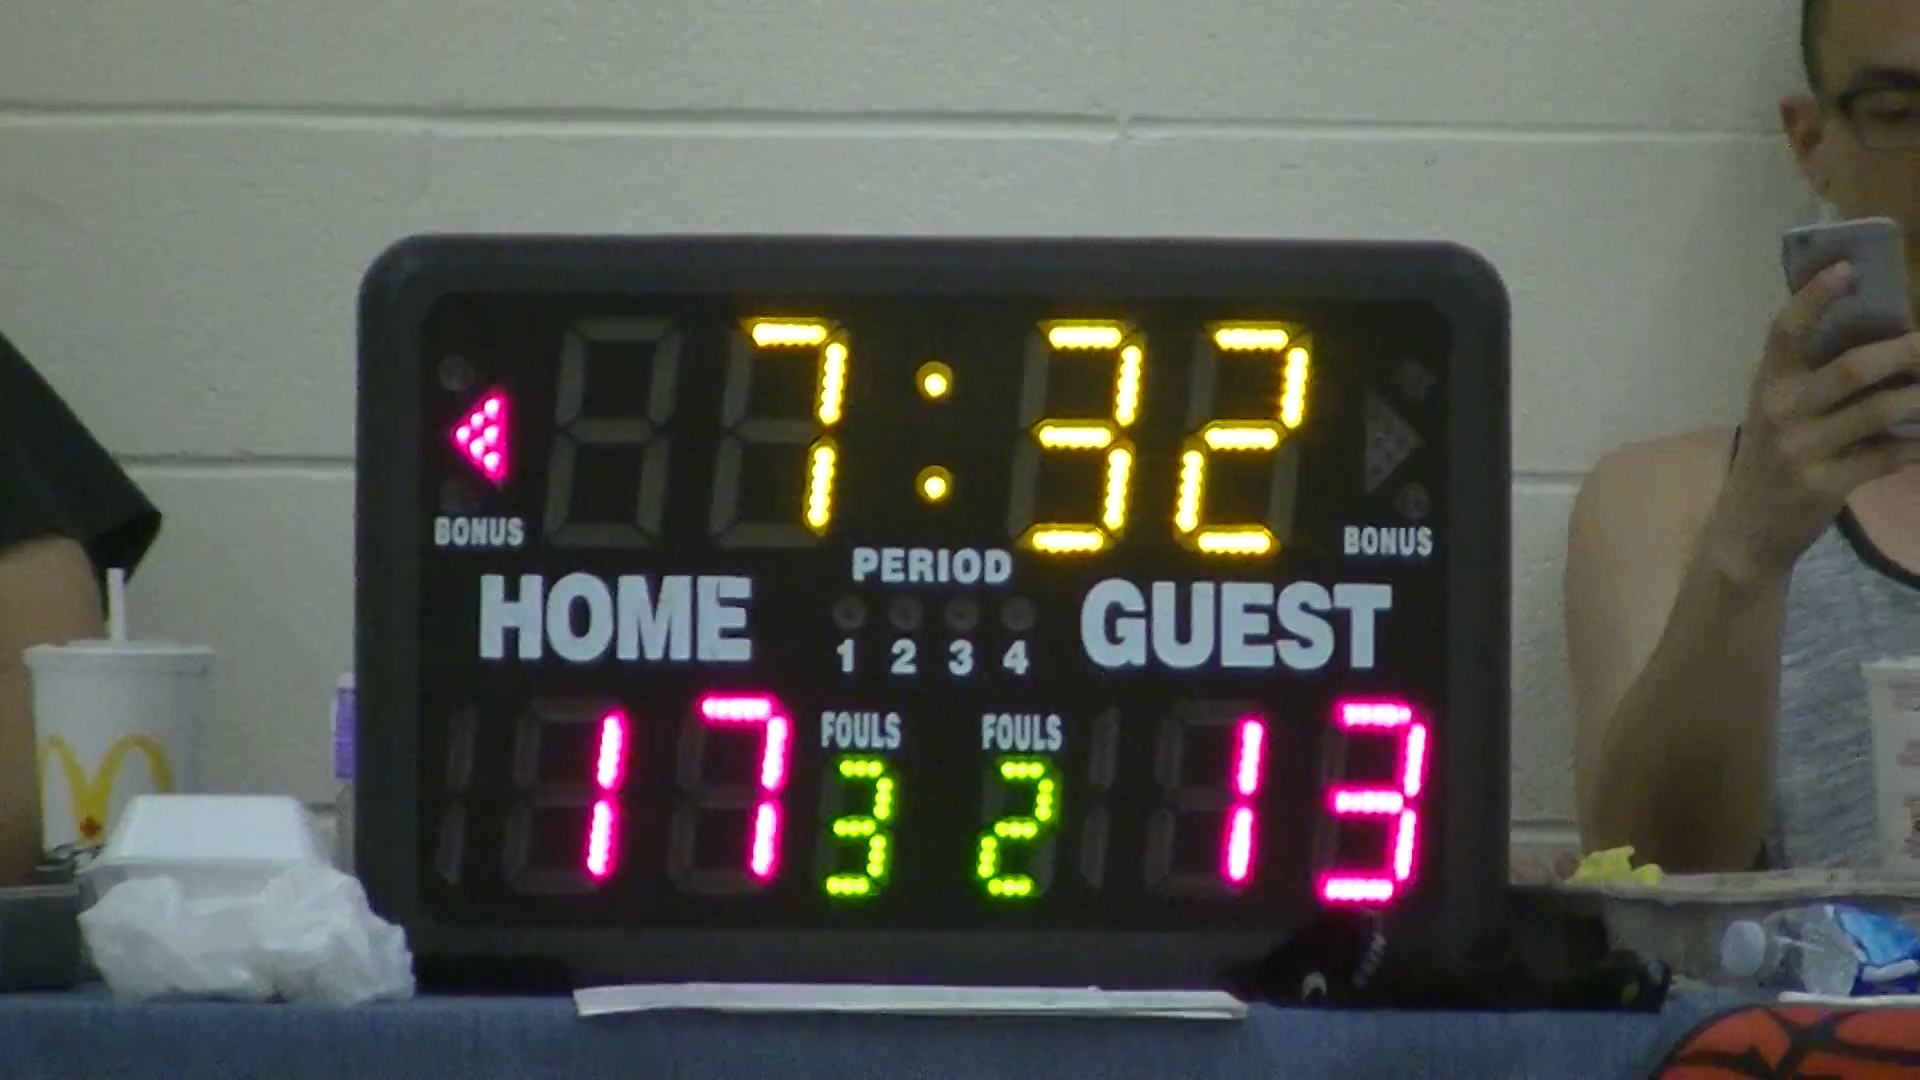 7:32
BONUS
BONUS
PERIOD
HOME
GUEST
1 2 3 4
FOULS
FOULS
17
3
2
13